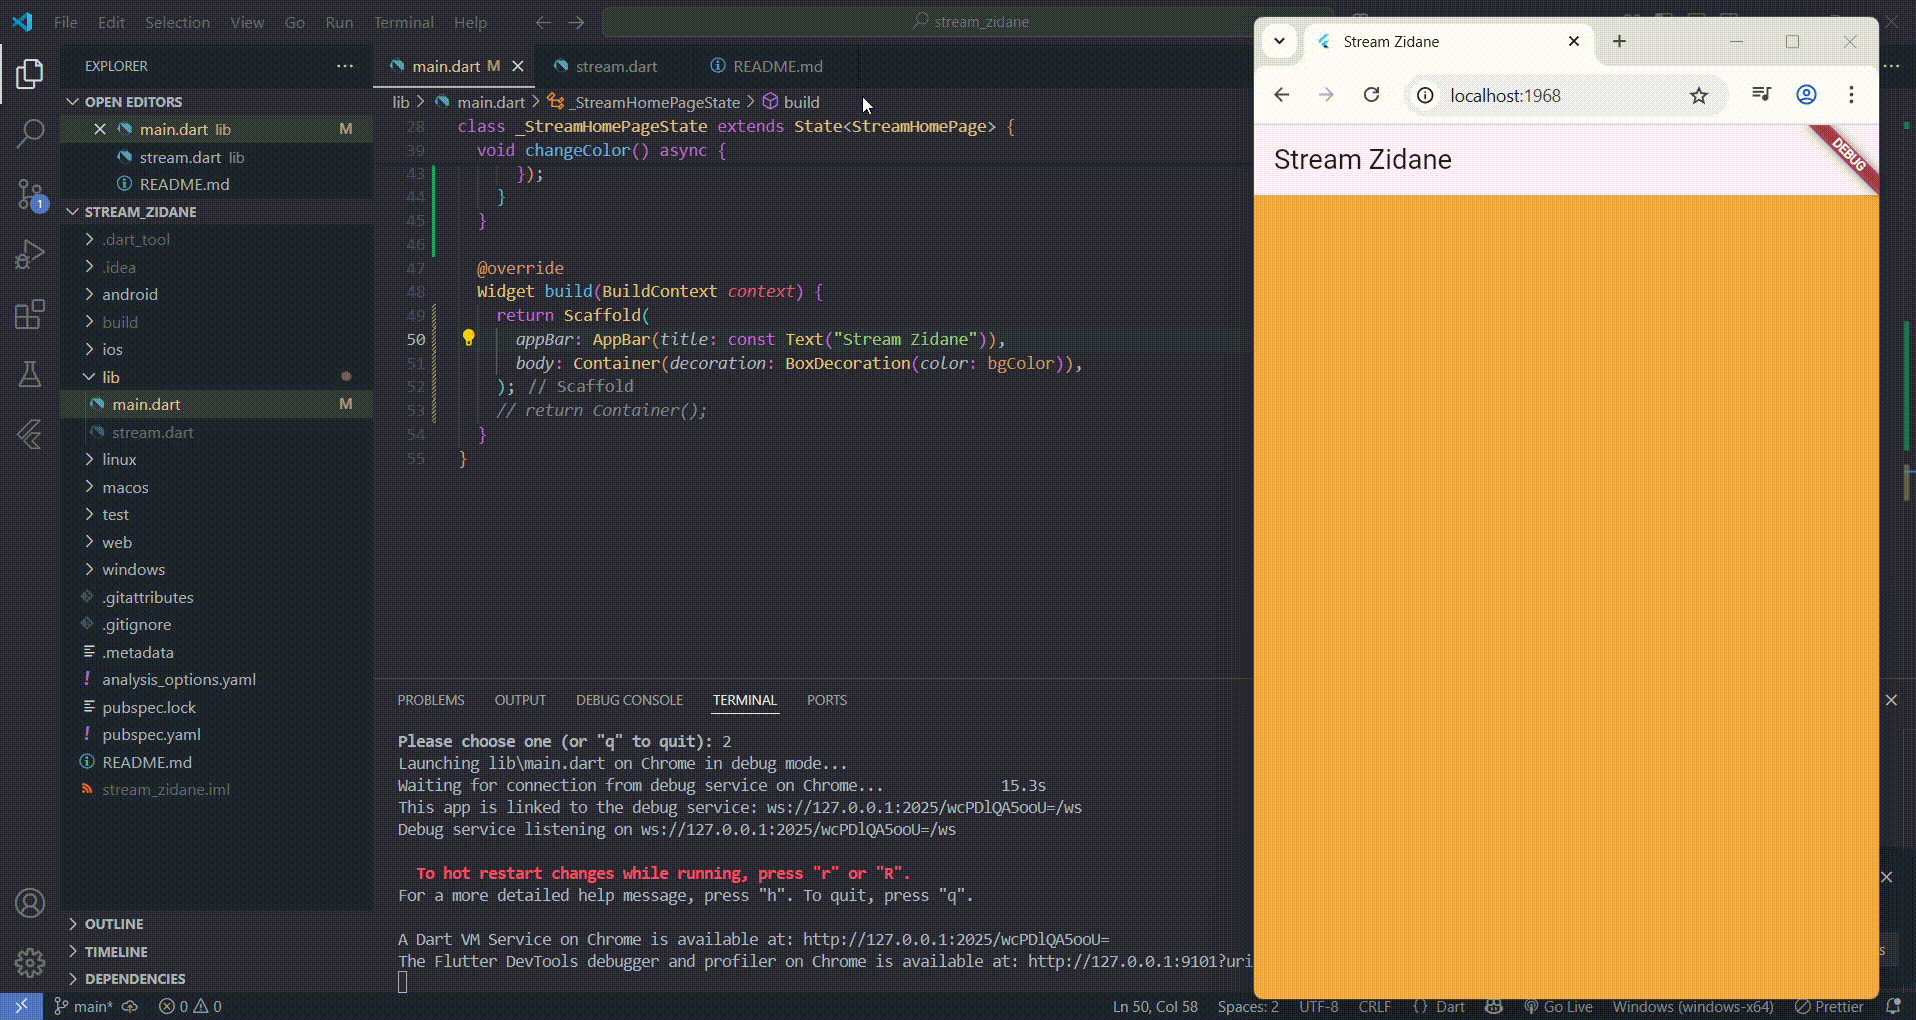 File Edit Selection View Go Run Terminal Help
stream_zidane
EXPLORER
OPEN EDITORS
main.dart lib M
stream.dart lib
README.md
STREAM_ZIDANE
.dart_tool
.idea
android
build
ios
lib
main.dart M
stream.dart
linux
macos
test
web
windows
.gitattributes
.gitignore
.metadata
analysis_options.yaml
pubspec.lock
pubspec.yaml
README.md
stream_zidane.iml
OUTLINE
TIMELINE
DEPENDENCIES
main.dart M stream.dart README.md
lib > main.dart > _StreamHomePageState > build
28 class _StreamHomePageState extends State<StreamHomePage> {
39 void changeColor() async {
43 });
44 }
45 }
46
47 @override
48 Widget build(BuildContext context) {
49 return Scaffold(
50 appBar: AppBar(title: const Text("Stream Zidane")),
51 body: Container(decoration: BoxDecoration(color: bgColor)),
52 ); // Scaffold
53 // return Container();
54 }
55 }
PROBLEMS OUTPUT DEBUG CONSOLE TERMINAL PORTS
Please choose one (or "q" to quit): 2
Launching lib\main.dart on Chrome in debug mode...
Waiting for connection from debug service on Chrome... 15.3s
This app is linked to the debug service: ws://127.0.0.1:2025/wcPDlQA5ooU=/ws
Debug service listening on ws://127.0.0.1:2025/wcPDlQA5ooU=/ws
To hot restart changes while running, press "r" or "R".
For a more detailed help message, press "h". To quit, press "q".
A Dart VM Service on Chrome is available at: http://127.0.0.1:2025/wcPDlQA5ooU=
The Flutter DevTools debugger and profiler on Chrome is available at: http://127.0.0.1:9101?uri
Stream Zidane
localhost:1968
Stream Zidane
DEBUG
s
1
main* 0 0 Ln 50, Col 58 Spaces: 2 UTF-8 CRLF {} Dart Go Live Windows (windows-x64) Prettier